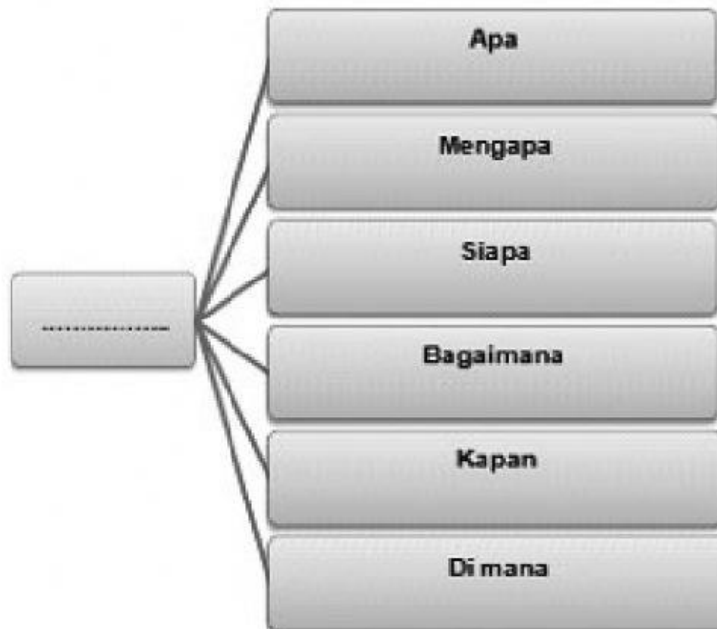 Apa
Mengapa
Siapa
..................
Bagaimana
Kapan
Di mana